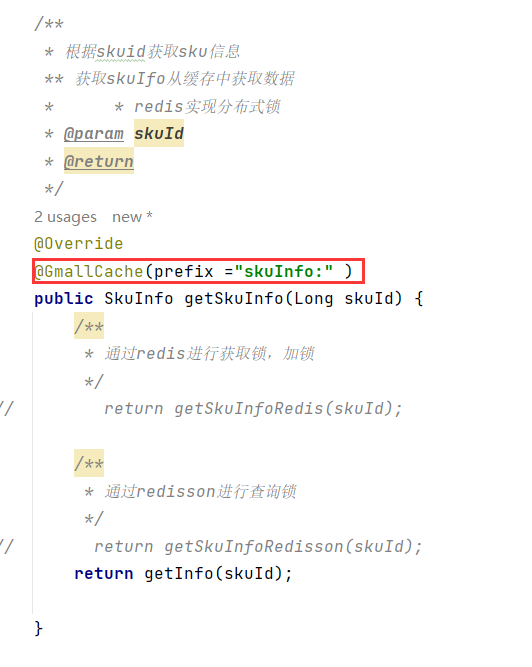 /**
* 根据skuid获取sku信息
** 获取skuIfo从缓存中获取数据
* * redis实现分布式锁
* @param skuId
* @return
*/
2 usages new *
@Override
@GmallCache(prefix ="skuInfo:" )
public SkuInfo getSkuInfo(Long skuId) {
/**
* 通过redis进行获取锁，加锁
*/
// return getSkuInfoRedis(skuId);
/**
* 通过redisson进行查询锁
*/
// return getSkuInfoRedisson(skuId);
return getInfo(skuId);
}